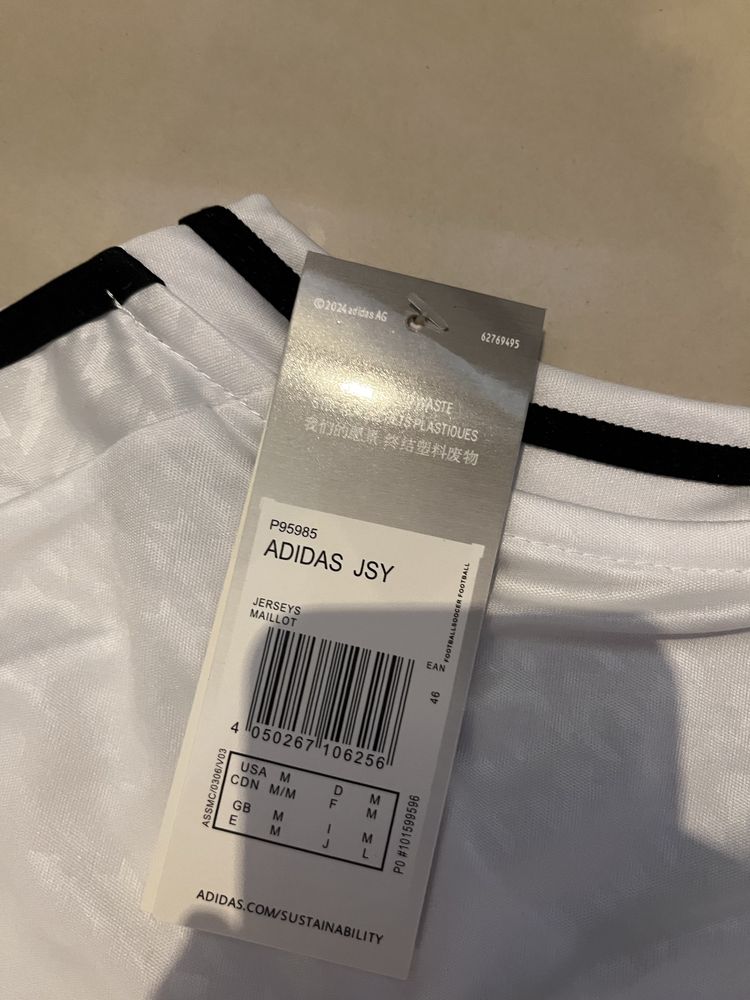 ©2024 adidas AG
62769495
WASTE
PLASTIQUES
我们的愿景 终结塑料废物
P95985
ADIDAS JSY
JERSEYS
MAILLOT
FOOTBALL/SOCCER FOOTBALL
EAN
46
4 050267 106256
USA M D M
CDN M/M F M
GB M I M
E M J L
ASSMC/0306/V03
PO #101599596
ADIDAS.COM/SUSTAINABILITY